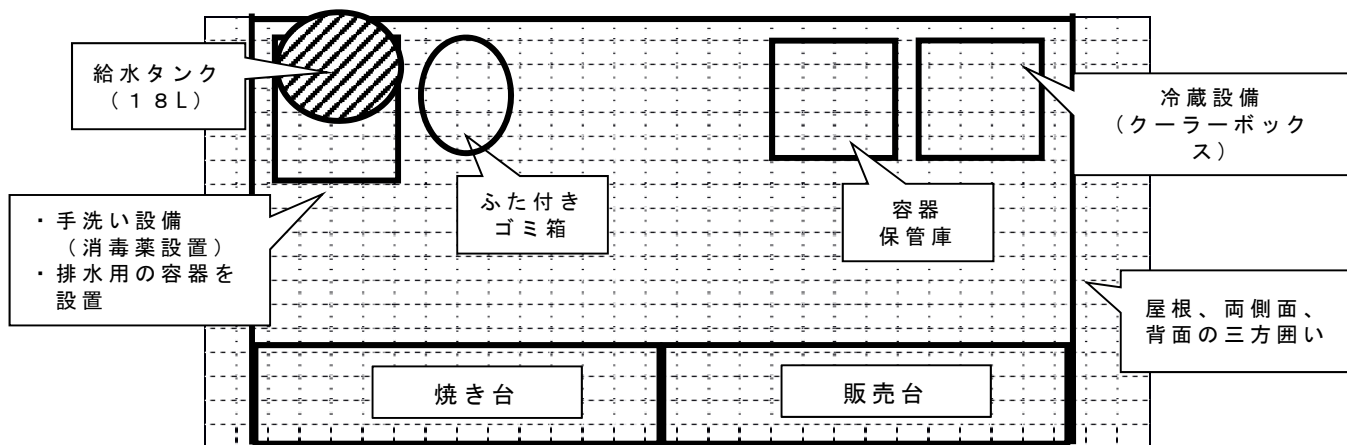 給水タンク
（１８L）
冷蔵設備
（クーラーボック
ス）
・手洗い設備
（消毒薬設置）
・排水用の容器を
設置
ふた付き
ゴミ箱
容器
保管庫
屋根、両側面、
背面の三方囲い
焼き台
販売台